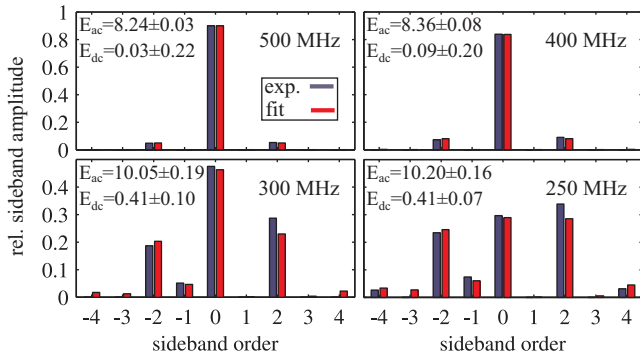 E_ac=8.24±0.03
E_dc=0.03±0.22
500 MHz
exp.
fit
E_ac=8.36±0.08
E_dc=0.09±0.20
400 MHz
1
0.8
0.6
0.4
0.2
0
rel. sideband amplitude
E_ac=10.05±0.19
E_dc=0.41±0.10
300 MHz
E_ac=10.20±0.16
E_dc=0.41±0.07
250 MHz
0.4
0.3
0.2
0.1
0
-4 -3 -2 -1 0 1 2 3 4
-4 -3 -2 -1 0 1 2 3 4
sideband order
sideband order